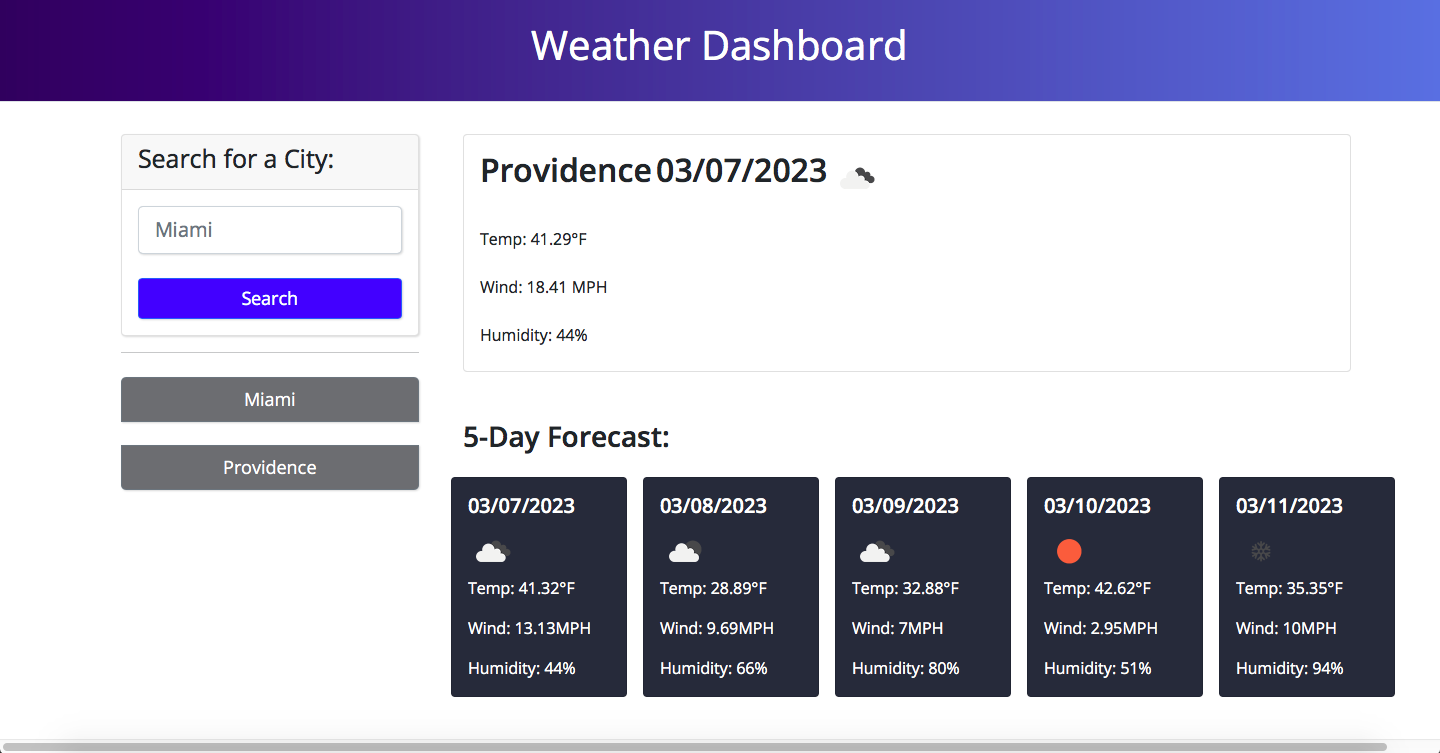 Weather Dashboard
Search for a City:
Miami
Search
Miami
Providence
Providence 03/07/2023
Temp: 41.29°F
Wind: 18.41 MPH
Humidity: 44%
5-Day Forecast:
03/07/2023
Temp: 41.32°F
Wind: 13.13MPH
Humidity: 44%
03/08/2023
Temp: 28.89°F
Wind: 9.69MPH
Humidity: 66%
03/09/2023
Temp: 32.88°F
Wind: 7MPH
Humidity: 80%
03/10/2023
Temp: 42.62°F
Wind: 2.95MPH
Humidity: 51%
03/11/2023
Temp: 35.35°F
Wind: 10MPH
Humidity: 94%